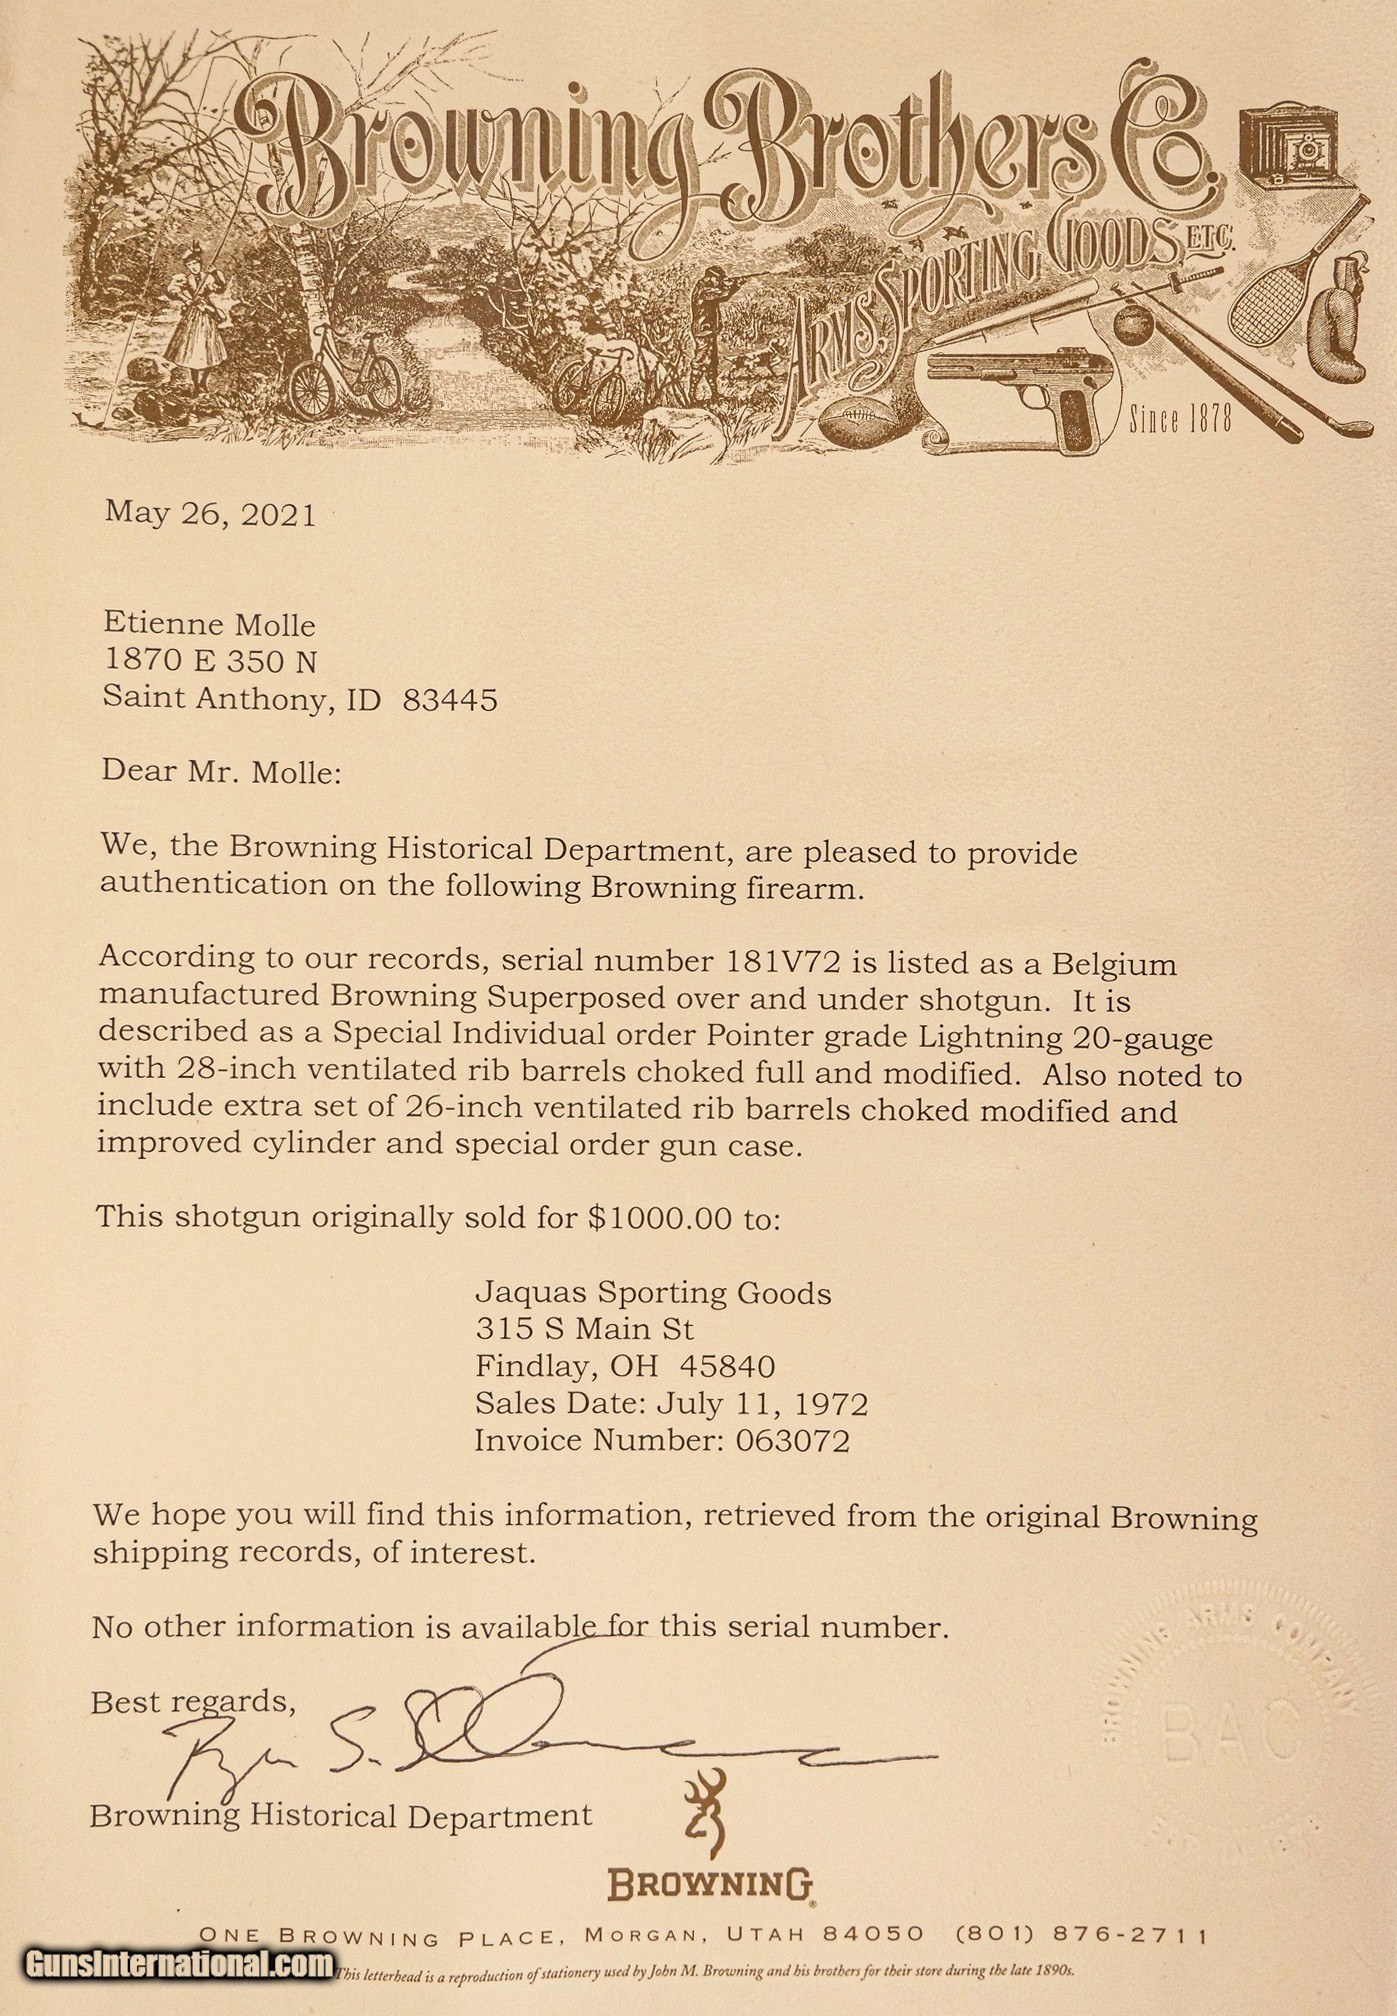 Browning Brothers Co.
Arms, Sporting Goods, etc.
Since 1878
May 26, 2021
Etienne Molle
1870 E 350 N
Saint Anthony, ID  83445
Dear Mr. Molle:
We, the Browning Historical Department, are pleased to provide
authentication on the following Browning firearm.
According to our records, serial number 181V72 is listed as a Belgium
manufactured Browning Superposed over and under shotgun.  It is
described as a Special Individual order Pointer grade Lightning 20-gauge
with 28-inch ventilated rib barrels choked full and modified.  Also noted to
include extra set of 26-inch ventilated rib barrels choked modified and
improved cylinder and special order gun case.
This shotgun originally sold for $1000.00 to:
Jaquas Sporting Goods
315 S Main St
Findlay, OH  45840
Sales Date: July 11, 1972
Invoice Number: 063072
We hope you will find this information, retrieved from the original Browning
shipping records, of interest.
No other information is available for this serial number.
BROWNING ARMS COMPANY
BAC
Best regards,
Browning Historical Department
BROWNING®
ONE BROWNING PLACE, MORGAN, UTAH 84050 (801) 876-2711
GunsInternational.com
This letterhead is a reproduction of stationery used by John M. Browning and his brothers for their store during the late 1890s.